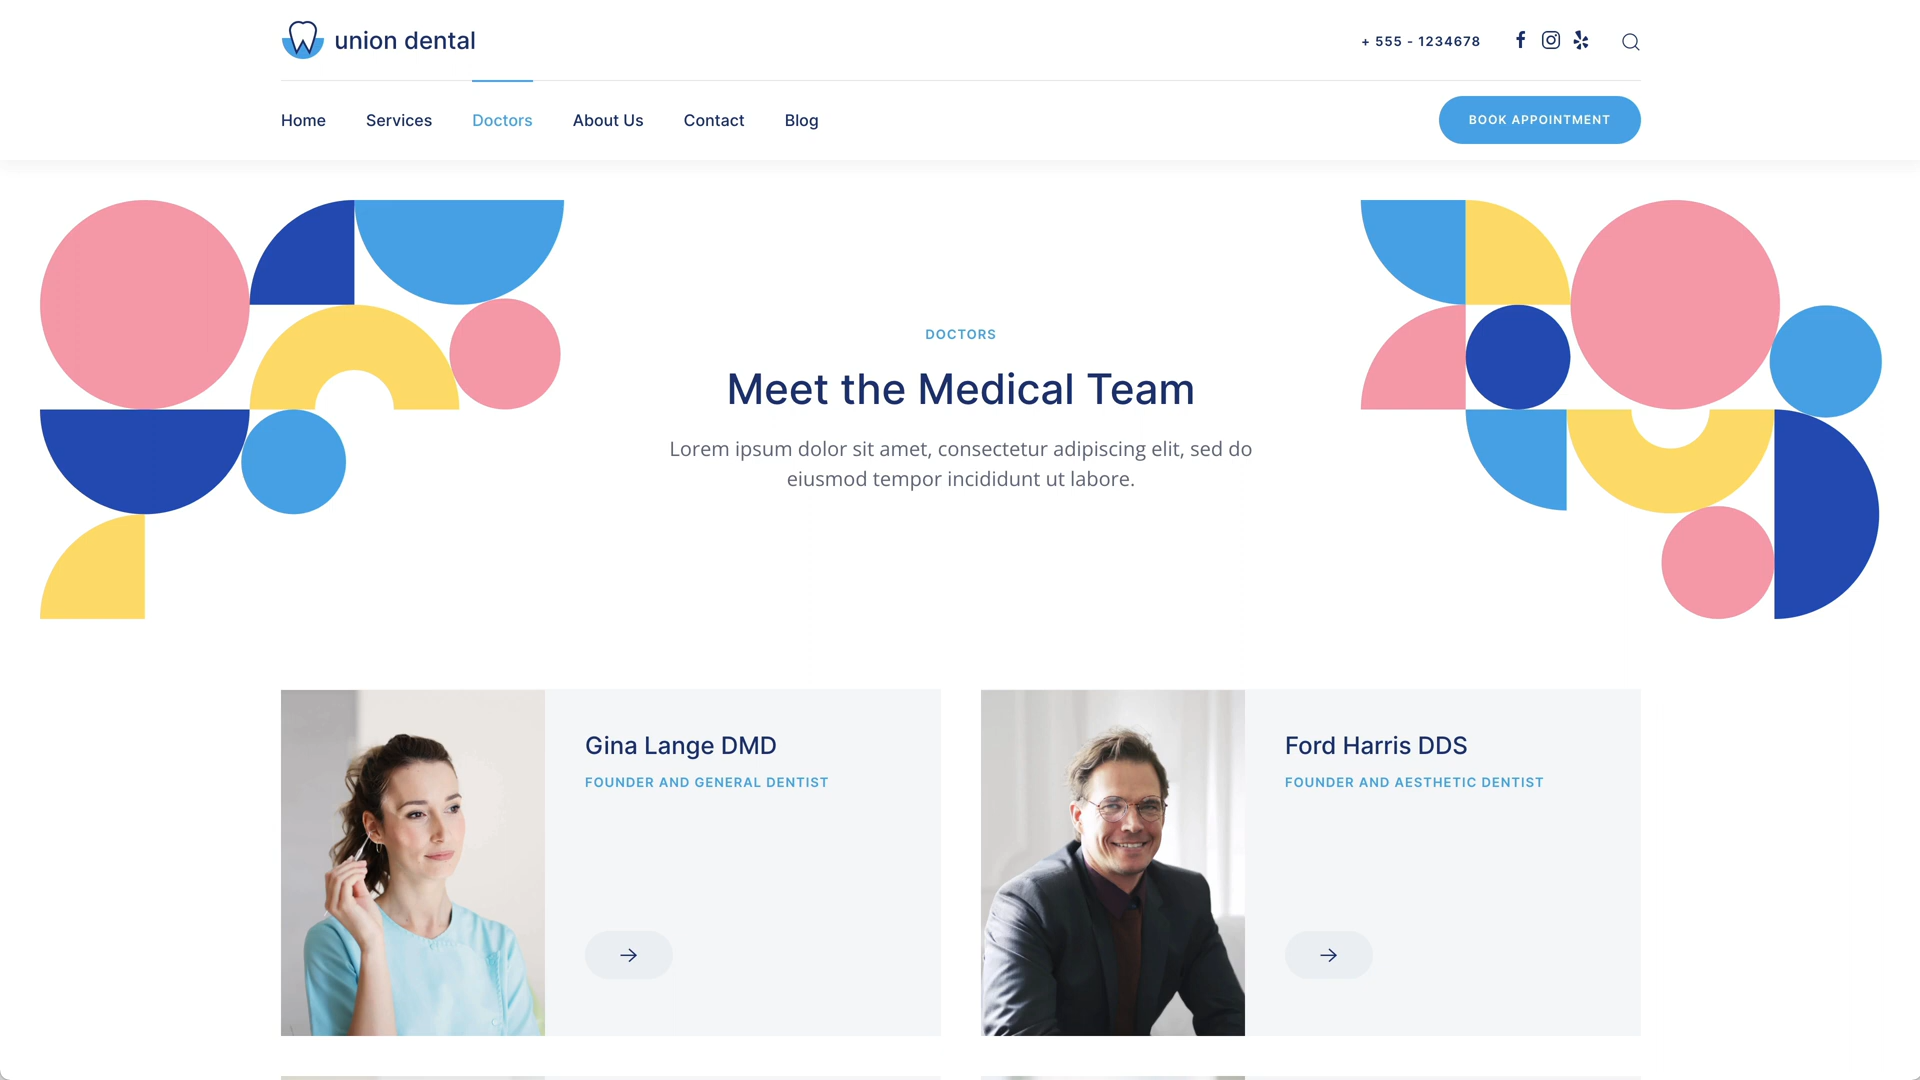 union dental
+ 555 - 1234678
Home
Services
Doctors
About Us
Contact
Blog
BOOK APPOINTMENT
DOCTORS
Meet the Medical Team
Lorem ipsum dolor sit amet, consectetur adipiscing elit, sed do
eiusmod tempor incididunt ut labore.
Gina Lange DMD
FOUNDER AND GENERAL DENTIST
Ford Harris DDS
FOUNDER AND AESTHETIC DENTIST